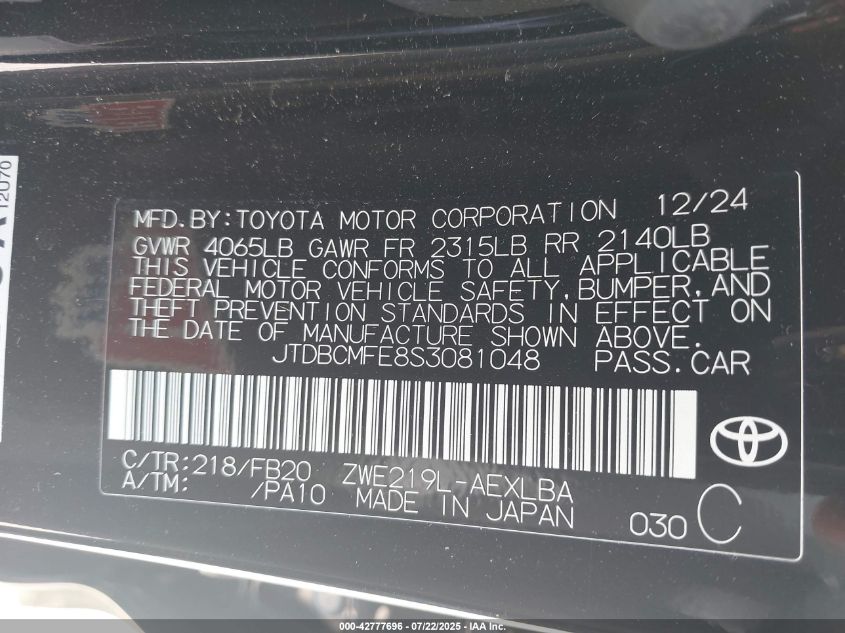 12U70
MFD.BY:TOYOTA MOTOR CORPORATION 12/24
GVWR 4065LB GAWR FR 2315LB RR 2140LB
THIS VEHICLE CONFORMS TO ALL APPLICABLE
FEDERAL MOTOR VEHICLE SAFETY,BUMPER,AND
THEFT PREVENTION STANDARDS IN EFFECT ON
THE DATE OF MANUFACTURE SHOWN ABOVE.
JTDBCMFE8S3081048 PASS.CAR
C/TR:218/FB20 ZWE219L-AEXLBA
A/TM: /PA10 MADE IN JAPAN 030 C
000-42777696 - 07/22/2025 - IAA Inc.